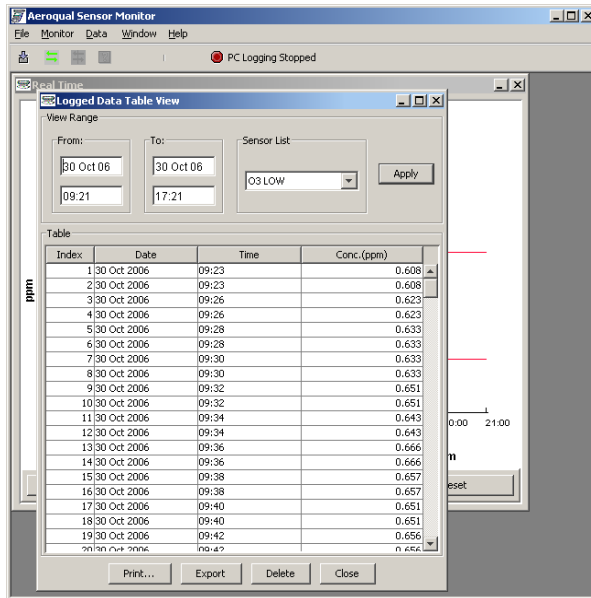 Aeroqual Sensor Monitor
File Monitor Data Window Help
PC Logging Stopped
Real Time
Logged Data Table View
View Range
From: To: Sensor List
30 Oct 06 30 Oct 06 O3 LOW Apply
09:21 17:21
Table
Index Date Time Conc.(ppm)
1 30 Oct 2006 09:23 0.608
2 30 Oct 2006 09:23 0.608
3 30 Oct 2006 09:26 0.623
4 30 Oct 2006 09:26 0.623
5 30 Oct 2006 09:28 0.633
6 30 Oct 2006 09:28 0.633
7 30 Oct 2006 09:30 0.633
8 30 Oct 2006 09:30 0.633
9 30 Oct 2006 09:32 0.651
10 30 Oct 2006 09:32 0.651
11 30 Oct 2006 09:34 0.643
12 30 Oct 2006 09:34 0.643
13 30 Oct 2006 09:36 0.666
14 30 Oct 2006 09:36 0.666
15 30 Oct 2006 09:38 0.657
16 30 Oct 2006 09:38 0.657
17 30 Oct 2006 09:40 0.651
18 30 Oct 2006 09:40 0.651
19 30 Oct 2006 09:42 0.656
20 30 Oct 2006 09:42 0.656
Print... Export Delete Close
ppm
0:00 21:00
m
eset